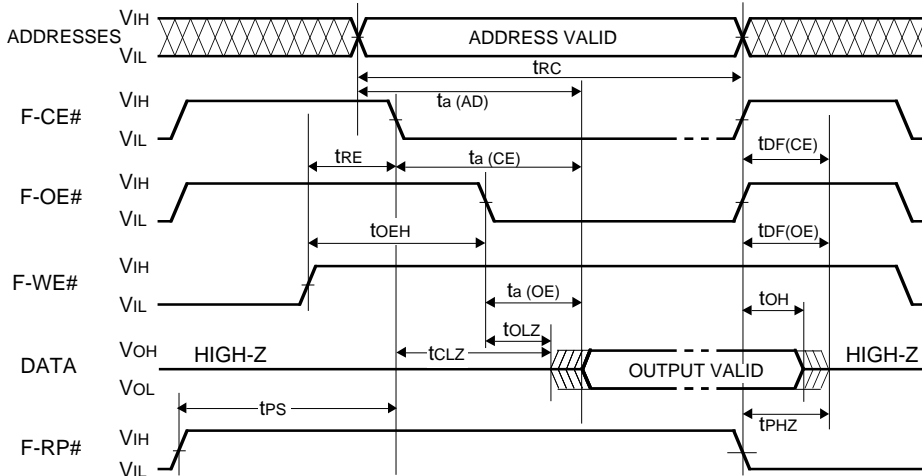 VIH
ADDRESSES
ADDRESS VALID
VIL
tRC
ta (AD)
VIH
F-CE#
VIL
tRE
ta (CE)
tDF(CE)
VIH
F-OE#
VIL
tOEH
tDF(OE)
VIH
F-WE#
VIL
ta (OE)
tOH
tOLZ
VOH
HIGH-Z
tCLZ
DATA
OUTPUT VALID
HIGH-Z
VOL
tPS
tPHZ
VIH
F-RP#
VIL